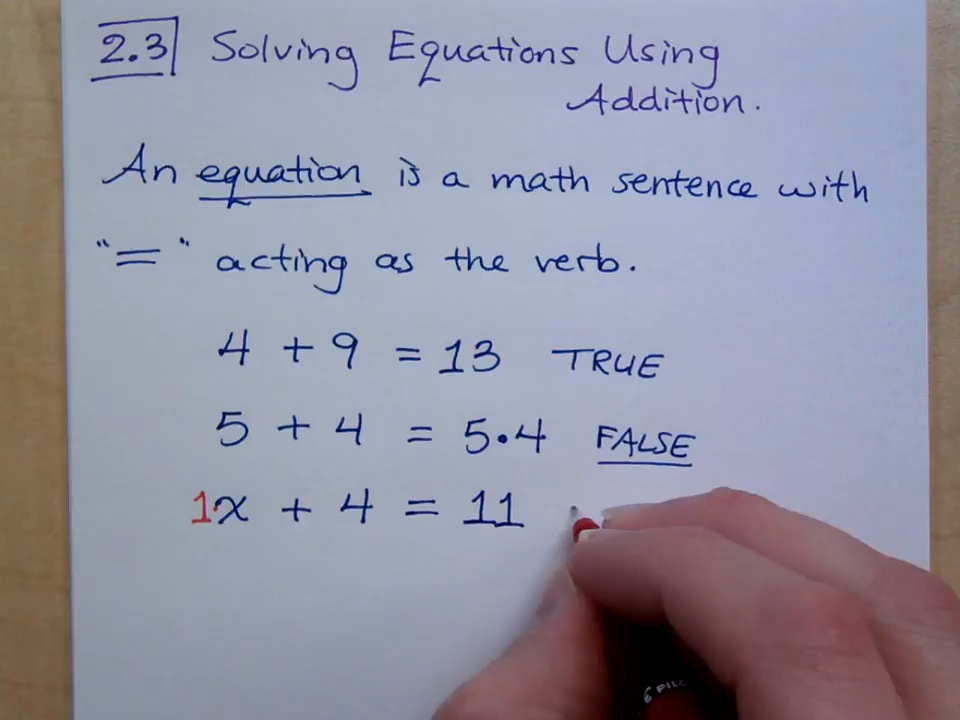 2.3 Solving Equations Using
Addition.
An equation is a math sentence with
"=" acting as the verb.
4 + 9 = 13 TRUE
5 + 4 = 5·4 FALSE
1x + 4 = 11
PILO